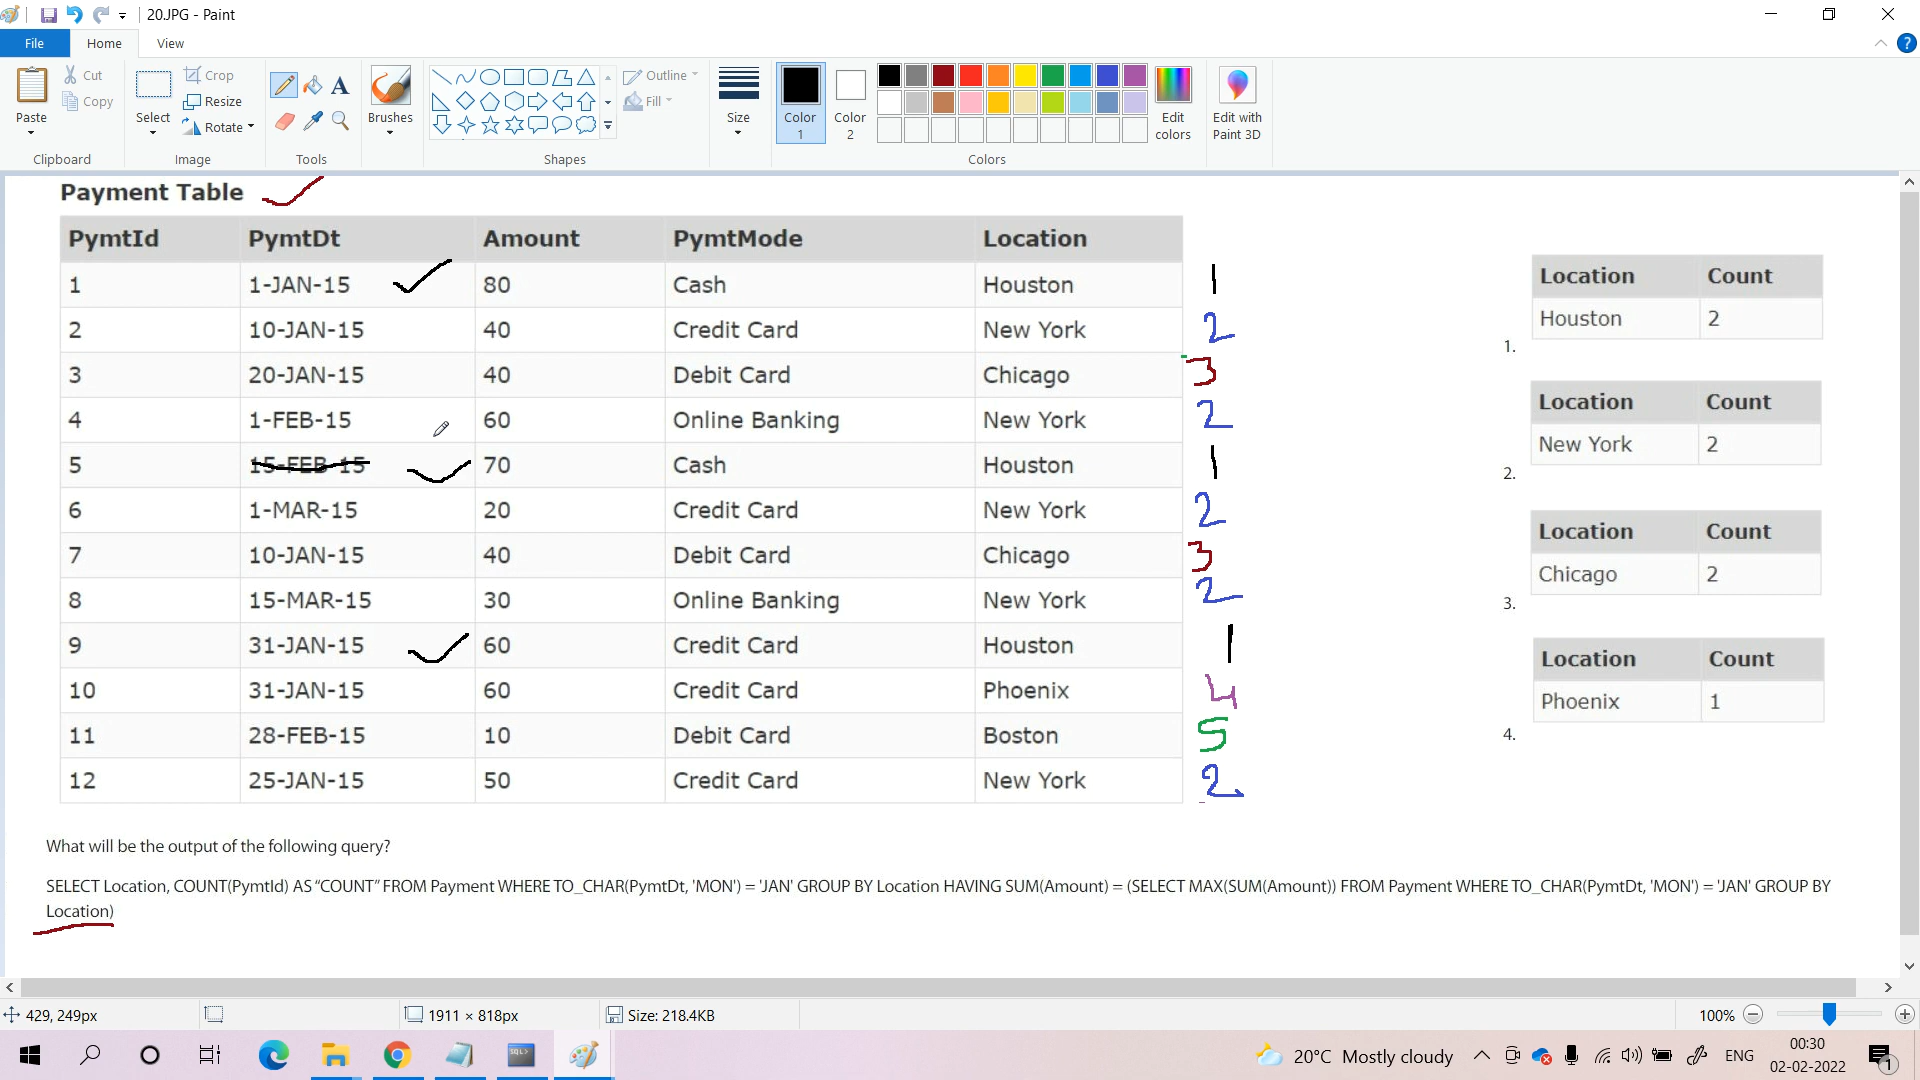 20.JPG - Paint
File Home View
Paste
Cut
Copy
Clipboard
Select
Crop
Resize
Rotate
Image
Tools
Brushes
Shapes
Outline
Fill
Size
Color 1
Color 2
Edit colors
Edit with Paint 3D
Colors
Payment Table
PymtId PymtDt Amount PymtMode Location
1 1-JAN-15 80 Cash Houston 1
2 10-JAN-15 40 Credit Card New York 2
3 20-JAN-15 40 Debit Card Chicago 3
4 1-FEB-15 60 Online Banking New York 2
5 15-FEB-15 70 Cash Houston 1
6 1-MAR-15 20 Credit Card New York 2
7 10-JAN-15 40 Debit Card Chicago 3
8 15-MAR-15 30 Online Banking New York 2
9 31-JAN-15 60 Credit Card Houston 1
10 31-JAN-15 60 Credit Card Phoenix 4
11 28-FEB-15 10 Debit Card Boston 5
12 25-JAN-15 50 Credit Card New York 2
Location Count
Houston 2
1.
Location Count
New York 2
2.
Location Count
Chicago 2
3.
Location Count
Phoenix 1
4.
What will be the output of the following query?
SELECT Location, COUNT(PymtId) AS “COUNT” FROM Payment WHERE TO_CHAR(PymtDt, 'MON') = 'JAN' GROUP BY Location HAVING SUM(Amount) = (SELECT MAX(SUM(Amount)) FROM Payment WHERE TO_CHAR(PymtDt, 'MON') = 'JAN' GROUP BY
Location)
429, 249px 1911 × 818px Size: 218.4KB 100%
20°C Mostly cloudy ENG 00:30
02-02-2022 1